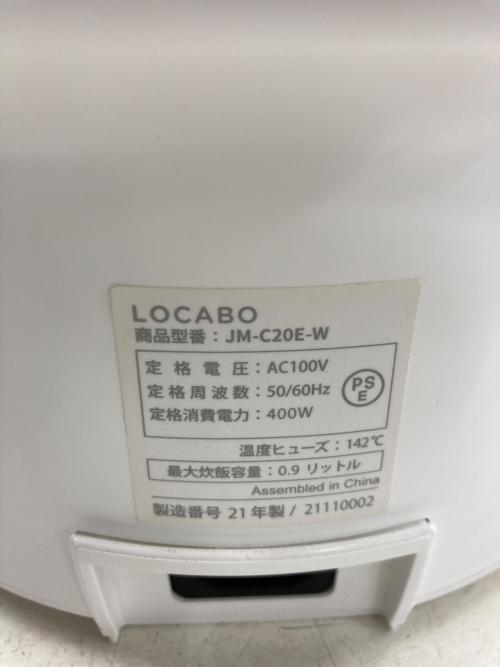 LOCABO
商品型番：JM-C20E-W
定格電圧：AC100V
定格周波数：50/60Hz
定格消費電力：400W
PS
E
温度ヒューズ：142℃
最大炊飯容量：0.9 リットル
Assembled in China
製造番号 21年製 / 21110002